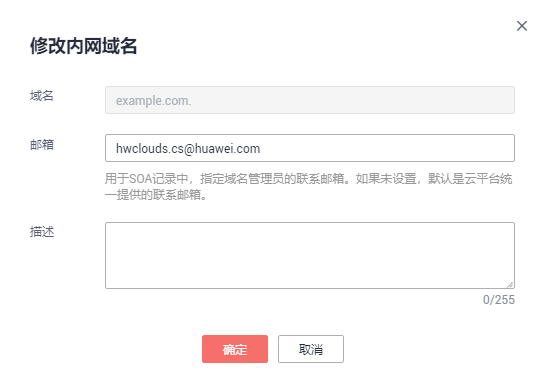 修改内网域名
域名
example.com.
邮箱
hwclouds.cs@huawei.com
用于SOA记录中，指定域名管理员的联系邮箱。如果未设置，默认是云平台统
一提供的联系邮箱。
描述
0/255
确定
取消